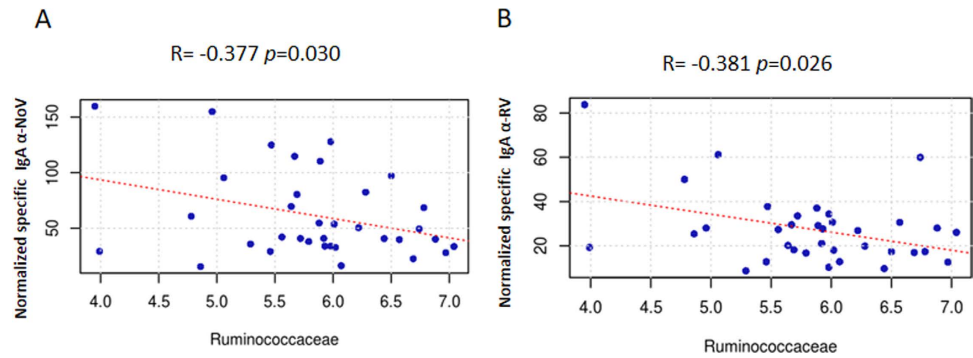 A
R= -0.377 p=0.030
Normalized specific IgA α-NoV
150
100
50
4.0 4.5 5.0 5.5 6.0 6.5 7.0
Ruminococcaceae
B
R= -0.381 p=0.026
Normalized specific IgA α-RV
80
60
40
20
4.0 4.5 5.0 5.5 6.0 6.5 7.0
Ruminococcaceae